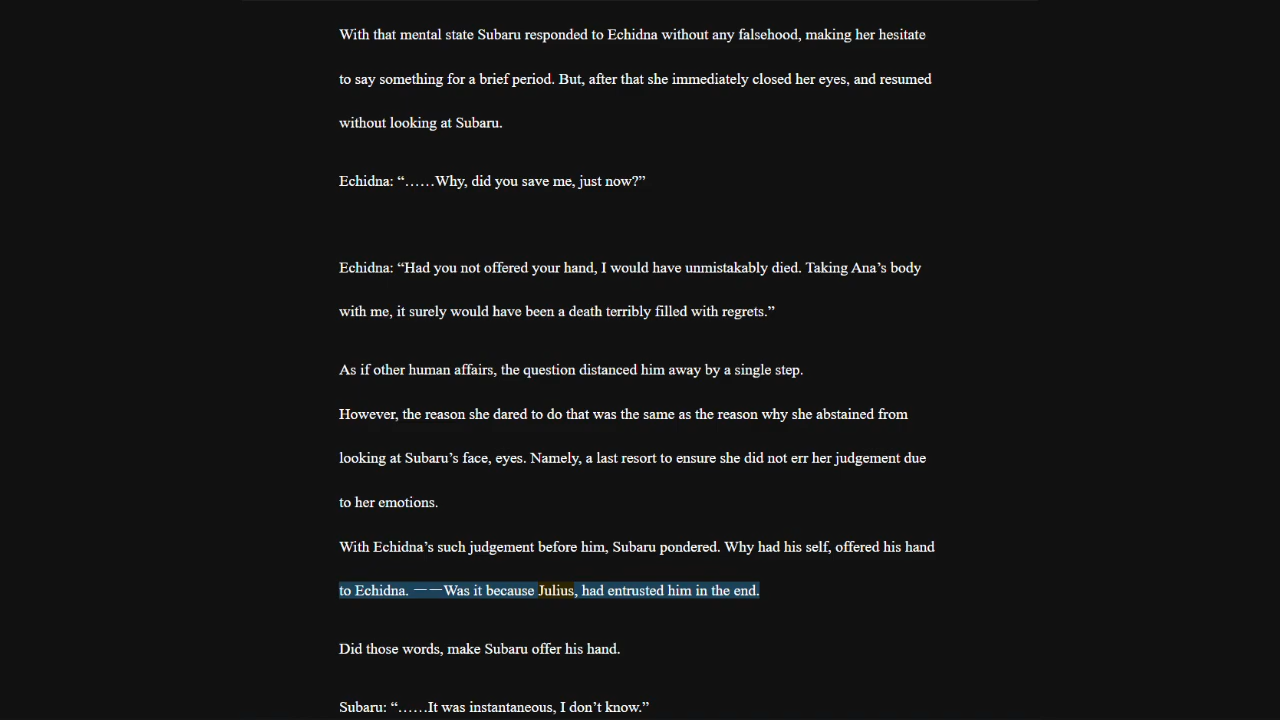 With that mental state Subaru responded to Echidna without any falsehood, making her hesitate
to say something for a brief period. But, after that she immediately closed her eyes, and resumed
without looking at Subaru.
Echidna: “……Why, did you save me, just now?”
Echidna: “Had you not offered your hand, I would have unmistakably died. Taking Ana’s body
with me, it surely would have been a death terribly filled with regrets.”
As if other human affairs, the question distanced him away by a single step.
However, the reason she dared to do that was the same as the reason why she abstained from
looking at Subaru’s face, eyes. Namely, a last resort to ensure she did not err her judgement due
to her emotions.
With Echidna’s such judgement before him, Subaru pondered. Why had his self, offered his hand
to Echidna. ——Was it because Julius, had entrusted him in the end.
Did those words, make Subaru offer his hand.
Subaru: “……It was instantaneous, I don’t know.”